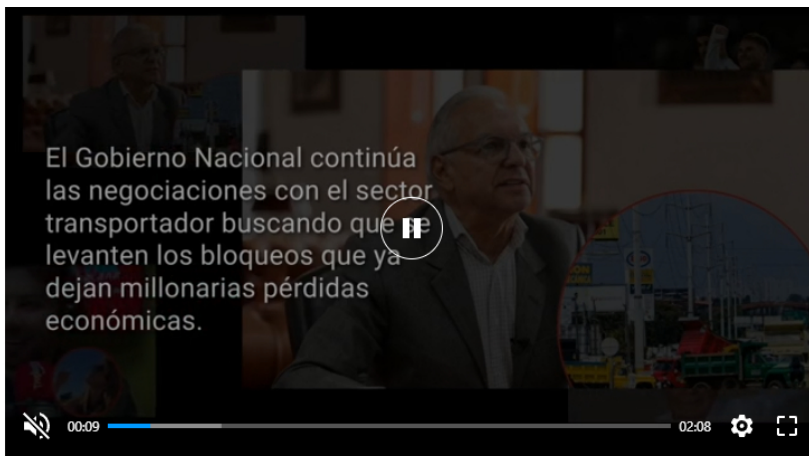 El Gobierno Nacional continúa
las negociaciones con el sector
transportador buscando que se
levanten los bloqueos que ya
dejan millonarias pérdidas
económicas.
00:09
02:08